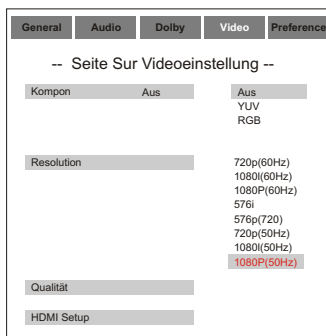 General Audio Dolby Video Preference
-- Seite Sur Videoeinstellung --
Kompon Aus Aus
YUV
RGB
Resolution 720p(60Hz)
1080I(60Hz)
1080P(60Hz)
576i
576p(720)
720p(50Hz)
1080I(50Hz)
1080P(50Hz)
Qualität
HDMI Setup